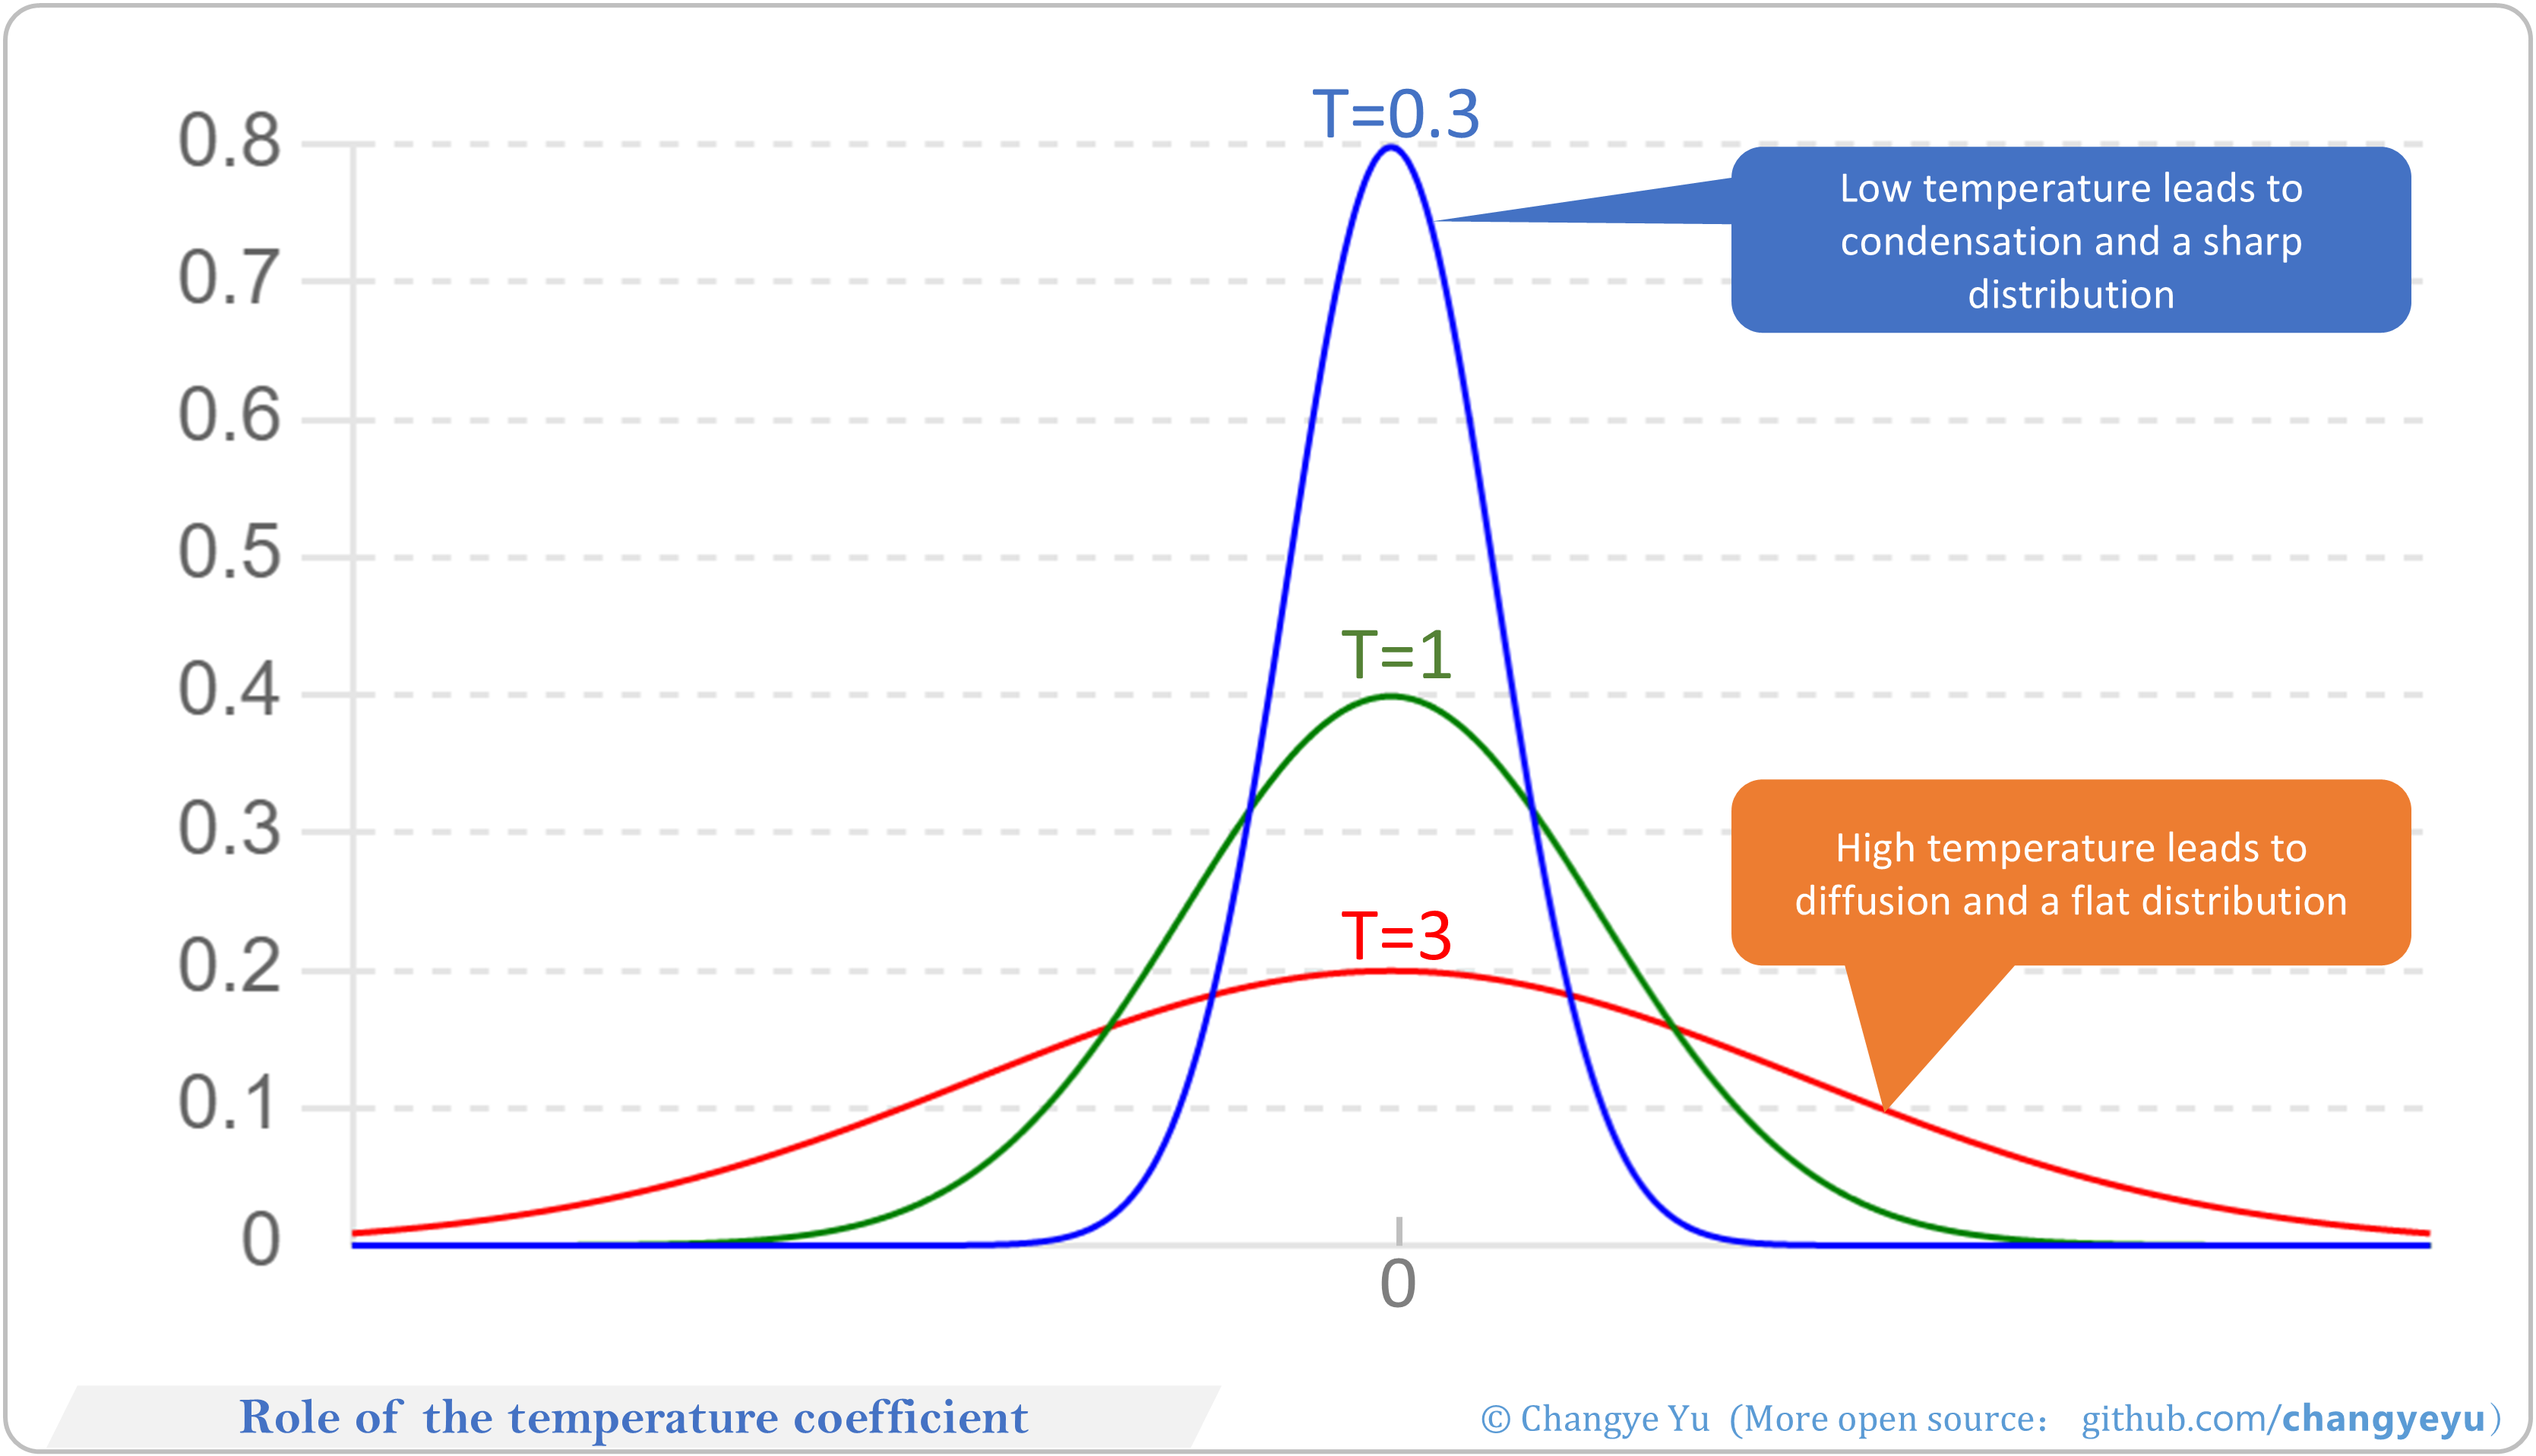 T=0.3
0.8
Low temperature leads to
condensation and a sharp
distribution
0.7
0.6
0.5
T=1
0.4
0.3
High temperature leads to
diffusion and a flat distribution
T=3
0.2
0.1
0
0
Role of the temperature coefficient
© Changye Yu (More open source： github.com/changyeyu）